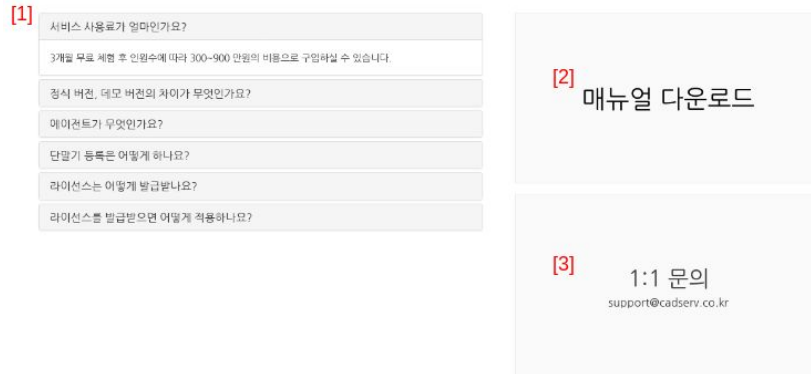 [1]
서비스 사용료가 얼마인가요?
3개월 무료 체험 후 인원수에 따라 300~900 만원의 비용으로 구입하실 수 있습니다.
정식 버전, 데모 버전의 차이가 무엇인가요?
에이전트가 무엇인가요?
단말기 등록은 어떻게 하나요?
라이선스는 어떻게 발급받나요?
라이선스를 발급받으면 어떻게 적용하나요?
[2]
매뉴얼 다운로드
[3]
1:1 문의
support@cadserv.co.kr